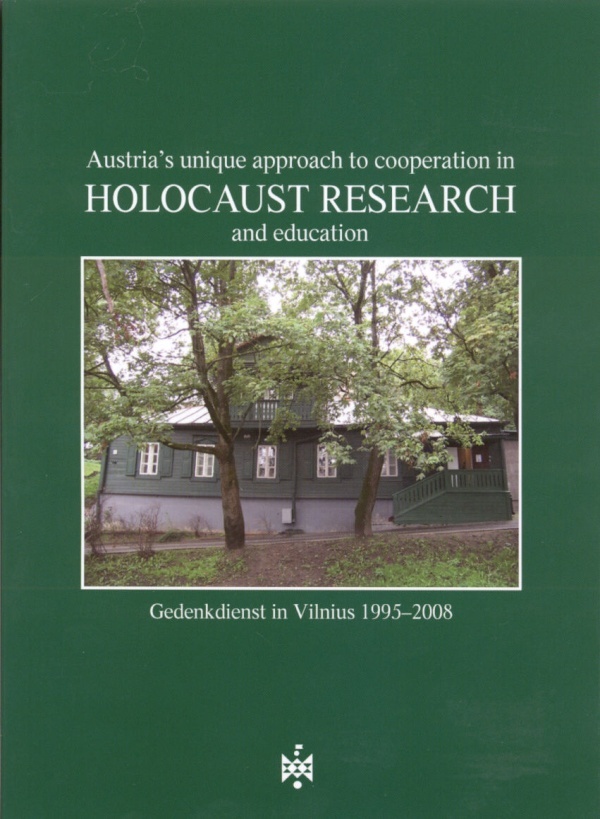 Austria's unique approach to cooperation in
HOLOCAUST RESEARCH
and education
Gedenkdienst in Vilnius 1995–2008